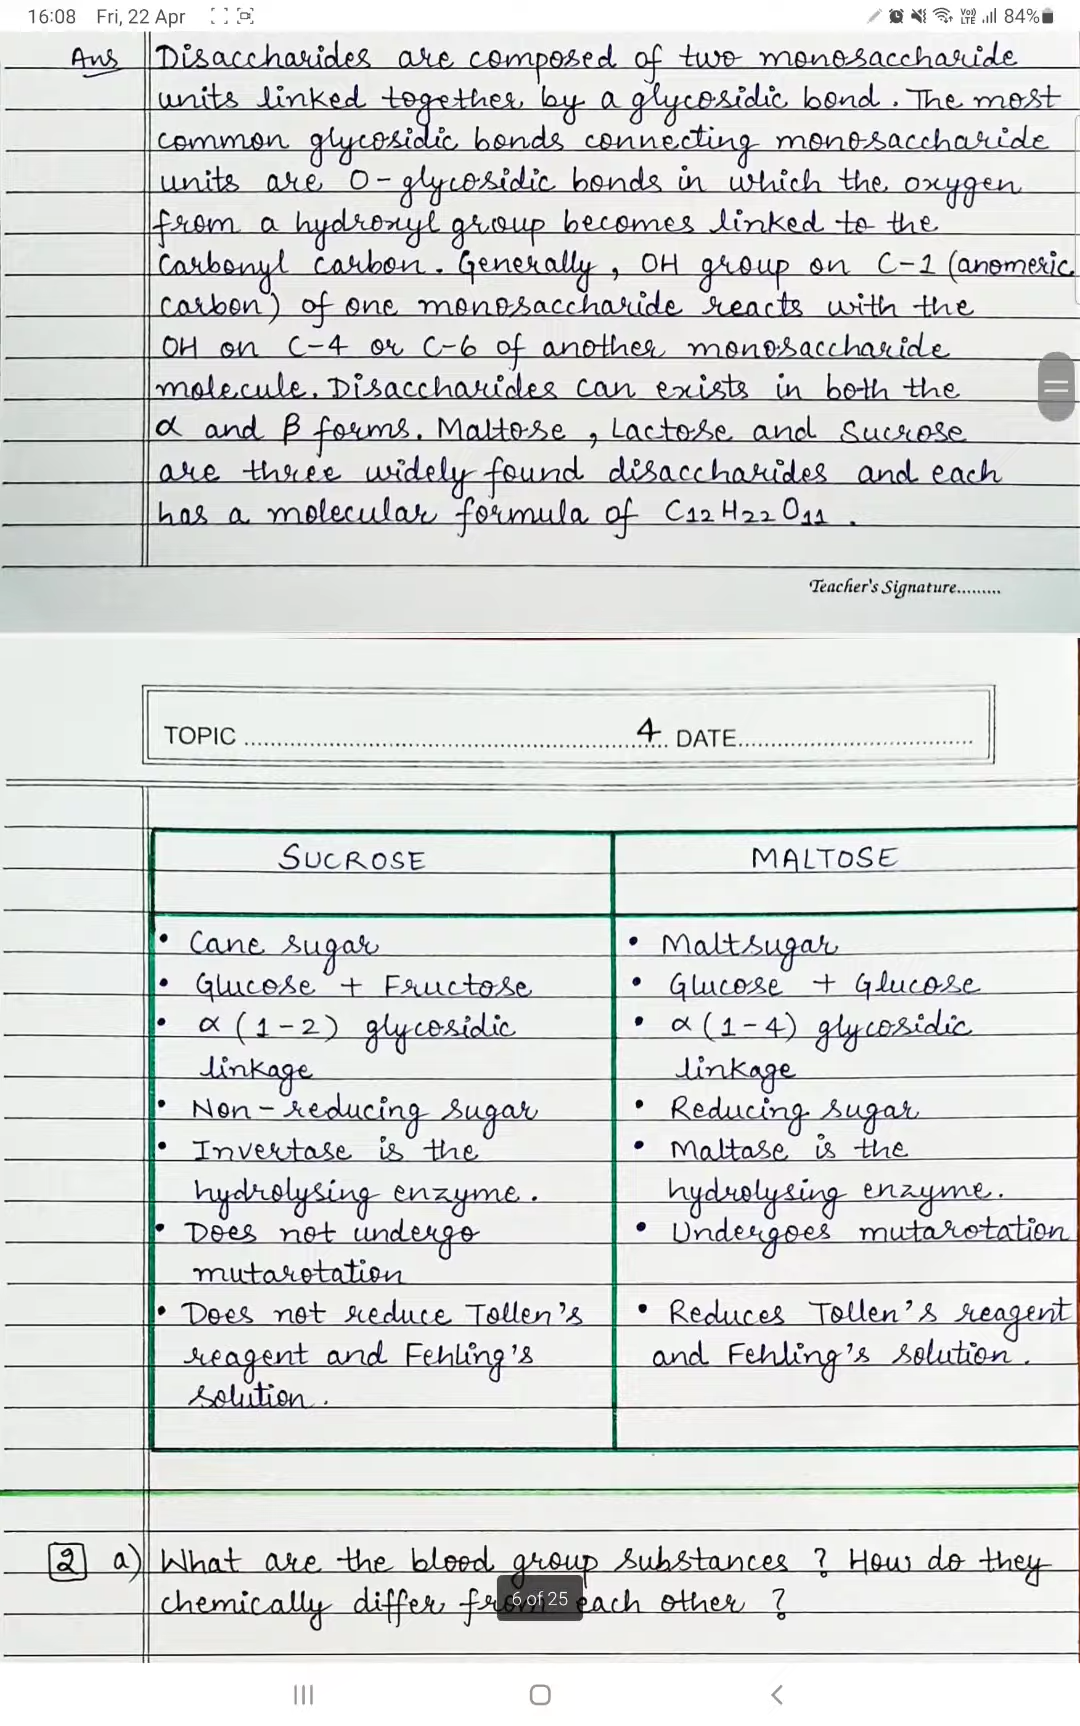 16:08 Fri, 22 Apr
Vo)) LTE 84%
Ans Disaccharides are composed of two monosaccharide
units linked together by a glycosidic bond. The most
common glycosidic bonds connecting monosaccharide
units are O-glycosidic bonds in which the oxygen
from a hydroxyl group becomes linked to the
carbonyl carbon. Generally, OH group on C-1 (anomeric
carbon) of one monosaccharide reacts with the
OH on C-4 or C-6 of another monosaccharide
molecule. Disaccharides can exists in both the
α and β forms. Maltose, Lactose and Sucrose
are three widely found disaccharides and each
has a molecular formula of C12H22O11.
Teacher's Signature.........
TOPIC ........ 4 DATE........
SUCROSE
• Cane sugar
• Glucose + Fructose
• α (1-2) glycosidic
linkage
• Non-reducing sugar
• Invertase is the
hydrolysing enzyme.
• Does not undergo
mutarotation
• Does not reduce Tollen's
reagent and Fehling's
solution.
MALTOSE
• Maltsugar
• Glucose + Glucose
• α (1-4) glycosidic
linkage
• Reducing sugar
• Maltase is the
hydrolysing enzyme.
• Undergoes mutarotation
• Reduces Tollen's reagent
and Fehling's solution.
2 a) What are the blood group substances? How do they
chemically differ from each other?
6 of 25